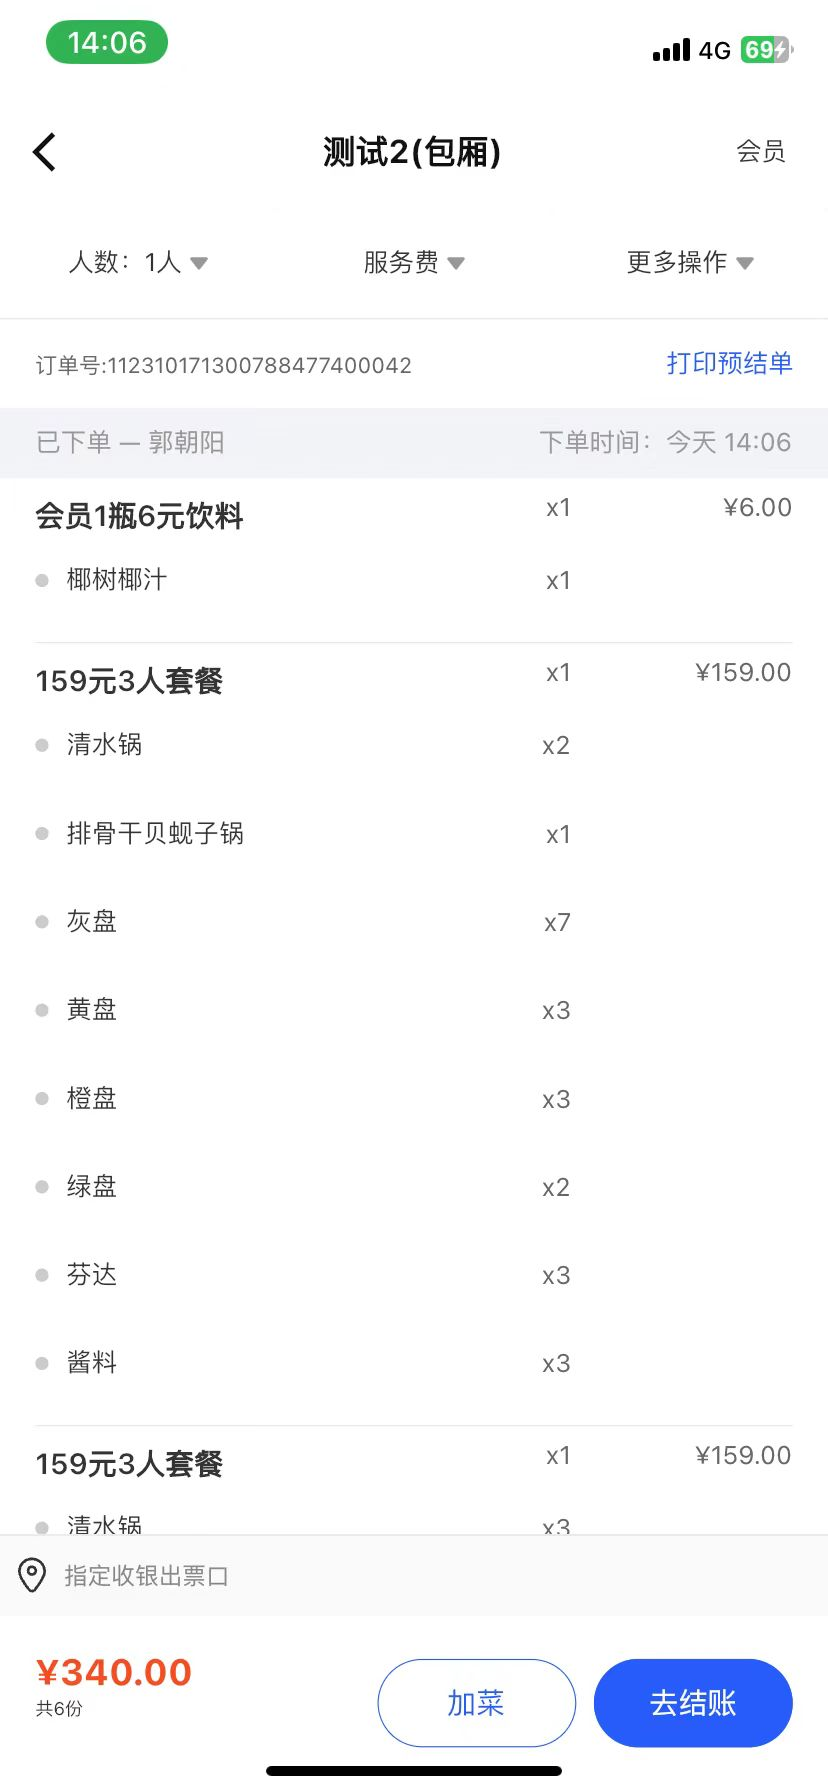 14:06
4G 69
测试2(包厢)
会员
人数：1人
服务费
更多操作
订单号:112310171300788477400042
打印预结单
已下单 — 郭朝阳
下单时间：今天 14:06
会员1瓶6元饮料 x1 ¥6.00
椰树椰汁 x1
159元3人套餐 x1 ¥159.00
清水锅 x2
排骨干贝蚬子锅 x1
灰盘 x7
黄盘 x3
橙盘 x3
绿盘 x2
芬达 x3
酱料 x3
159元3人套餐 x1 ¥159.00
清水锅 x3
指定收银出票口
¥340.00
共6份
加菜
去结账